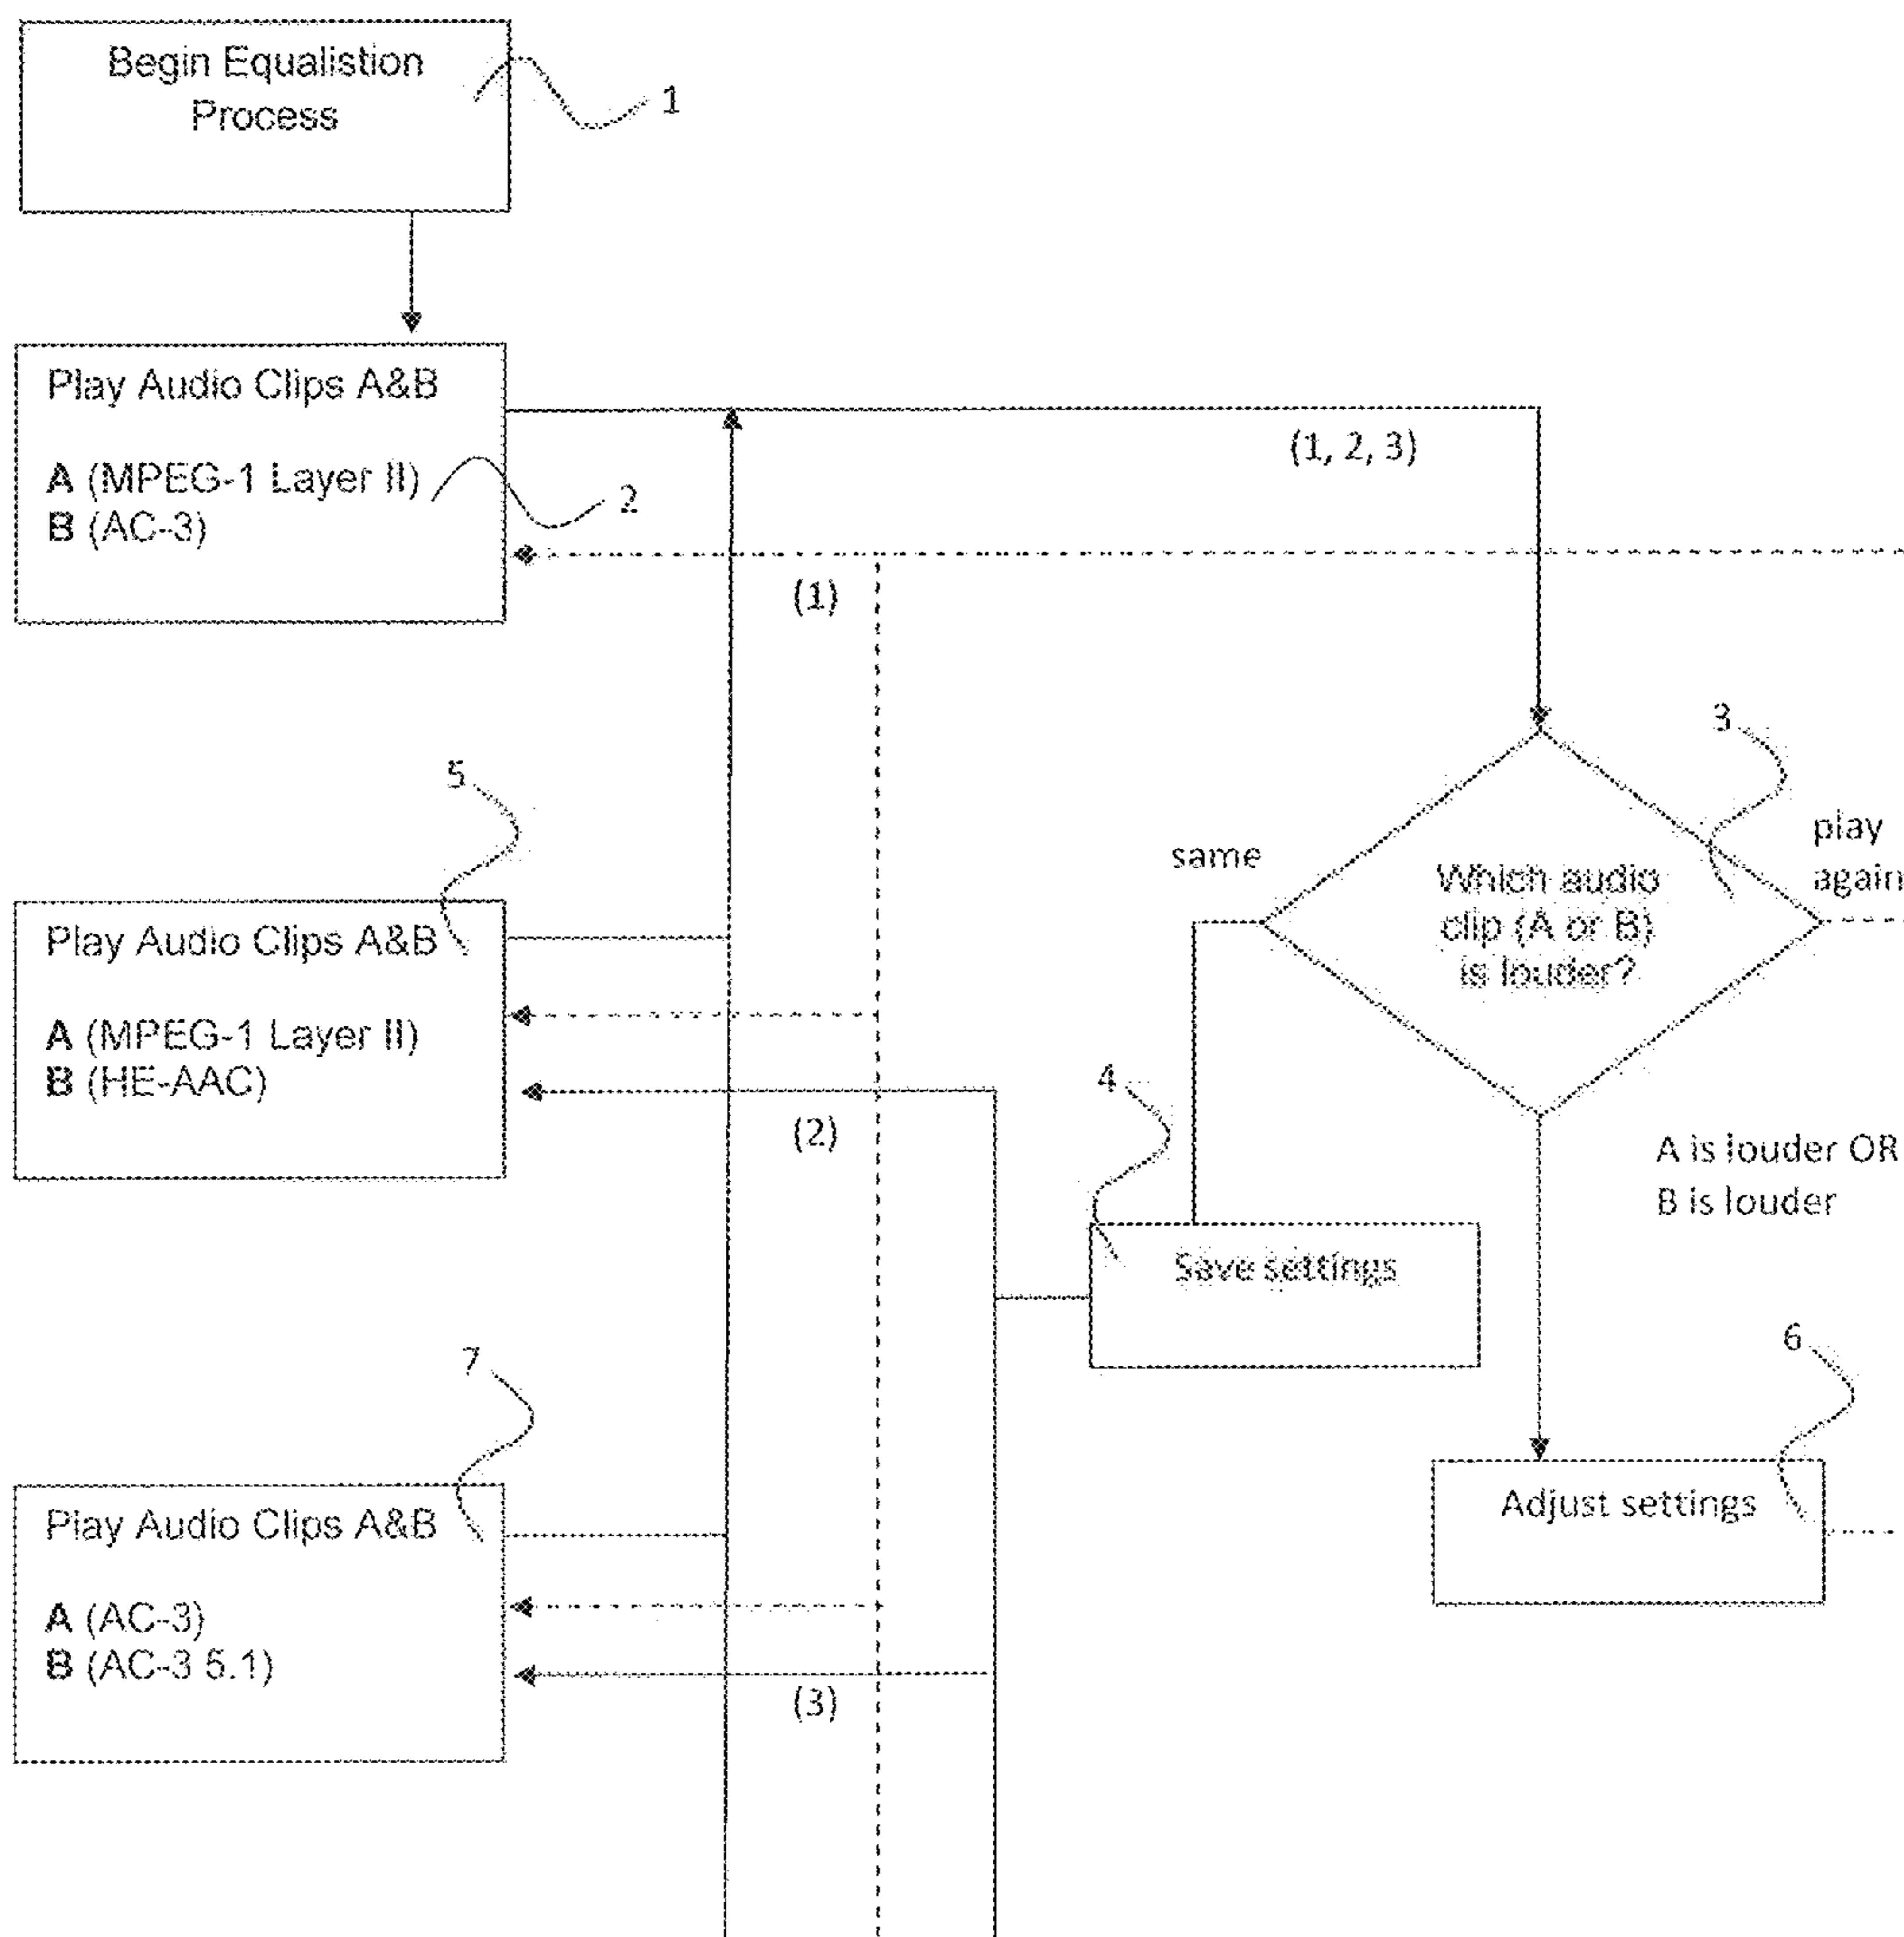 Begin Equalistion
Process
1
Play Audio Clips A&B
A (MPEG-1 Layer II)
B (AC-3)
2
(1, 2, 3)
(1)
3
5
play
again
same
Which audio
clip (A or B)
is louder?
Play Audio Clips A&B
A (MPEG-1 Layer II)
B (HE-AAC)
4
(2)
A is louder OR
B is louder
Save settings
6
7
Adjust settings
Play Audio Clips A&B
A (AC-3)
B (AC-3 5.1)
(3)